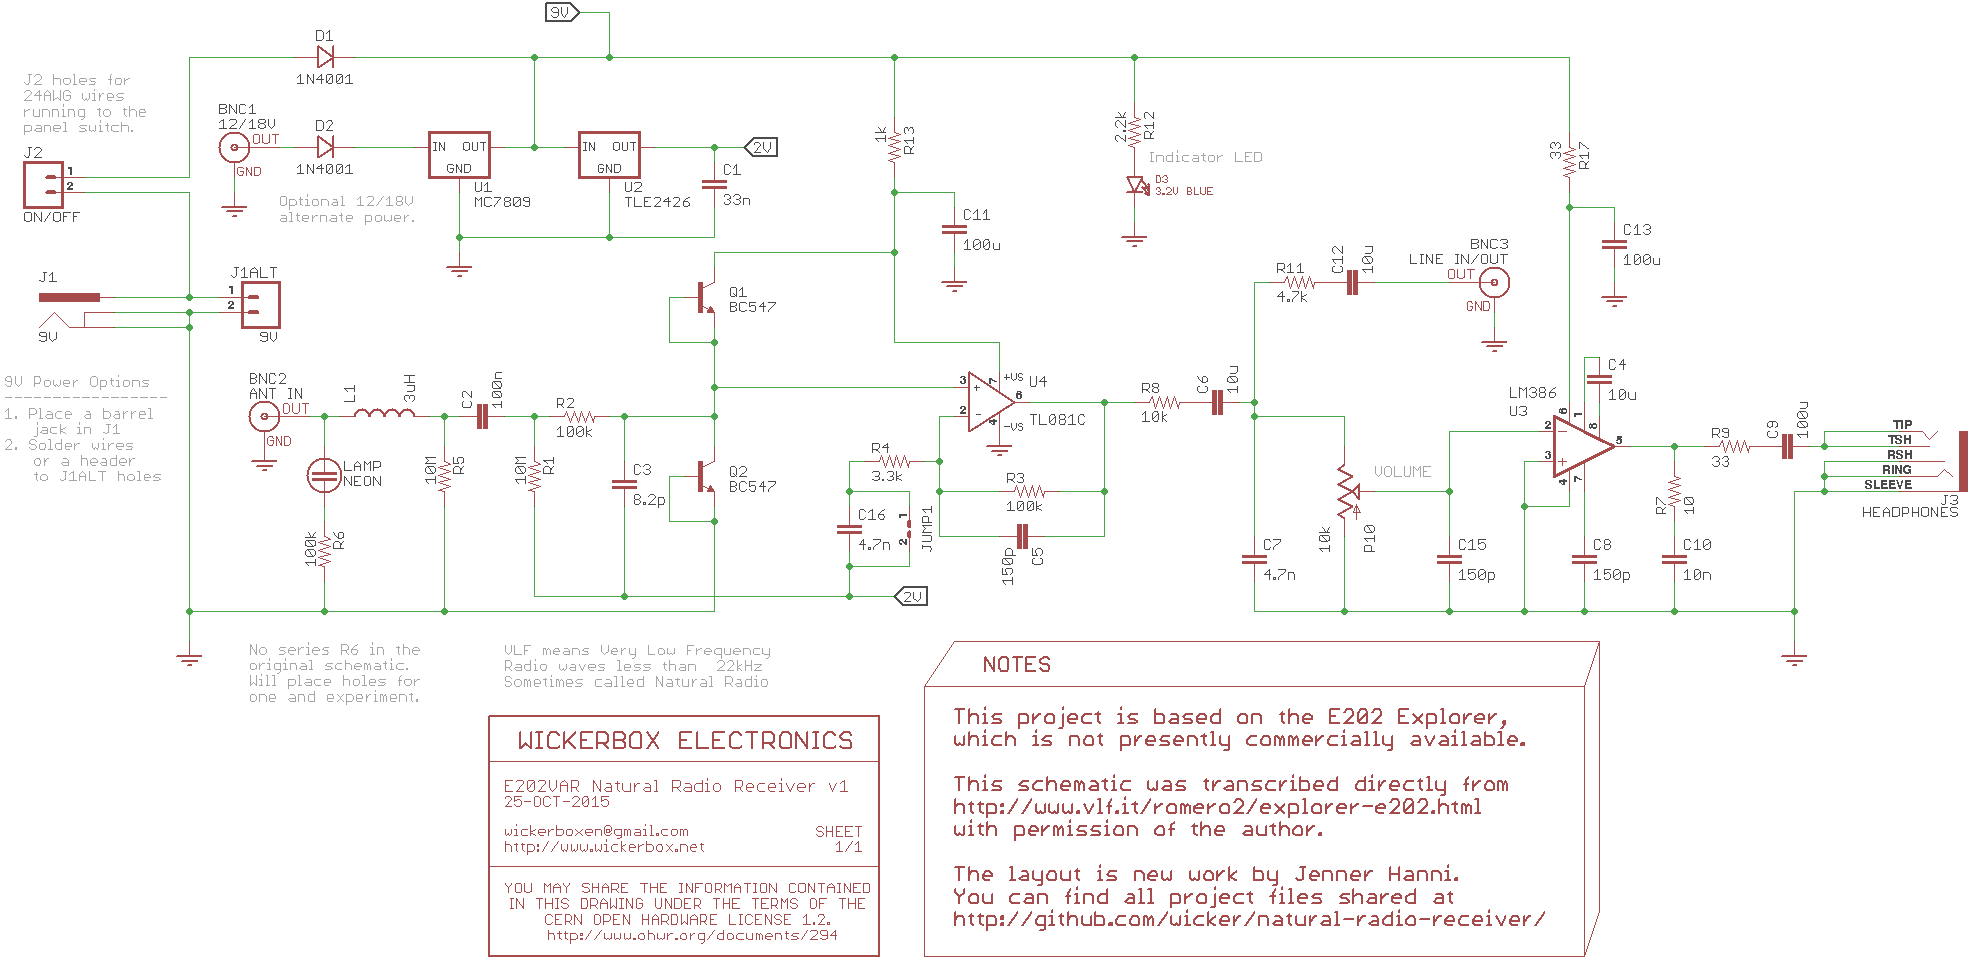 9V
D1
1N4001
J2 holes for
24AWG wires
running to the
panel switch.
J2
1
2
ON/OFF
BNC1
12/18V
OUT
GND
D2
1N4001
IN OUT
GND
U1
MC7809
IN OUT
GND
U2
TLE2426
2V
C1
33n
Optional 12/18V
alternate power.
1k
R13
C11
100u
2.2k
R12
Indicator LED
D3
3.2V BLUE
33
R17
C13
100u
J1
9V
J1ALT
1
2
9V
Q1
BC547
R11
4.7k
C12
10u
BNC3
LINE IN/OUT
OUT
GND
9V Power Options
-----------------
1. Place a barrel
jack in J1
2. Solder wires
or a header
to J1ALT holes
BNC2
ANT IN
OUT
GND
L1
3uH
C2
100n
R2
100k
LAMP
NEON
10M
R5
10M
R1
C3
8.2p
Q2
BC547
100k
R6
3
2
7
+VS
6
4
-VS
U4
TL081C
R4
3.3k
R3
100k
C16
4.7n
1
2
JUMP1
150p
C5
2V
R8
10k
C6
10u
VOLUME
10k
P10
C7
4.7n
C15
150p
LM386
U3
6
1
8
2
3
5
4
7
C4
10u
C8
150p
R7
10
C10
10n
R9
33
C9
100u
TIP
TSH
RSH
RING
SLEEVE
J3
HEADPHONES
No series R6 in the
original schematic.
Will place holes for
one and experiment.
VLF means Very Low Frequency
Radio waves less than 22kHz
Sometimes called Natural Radio
WICKERBOX ELECTRONICS
E202VAR Natural Radio Receiver v1
25-OCT-2015
wickerboxen@gmail.com SHEET
http://www.wickerbox.net 1/1
YOU MAY SHARE THE INFORMATION CONTAINED
IN THIS DRAWING UNDER THE TERMS OF THE
CERN OPEN HARDWARE LICENSE 1.2.
http://www.ohwr.org/documents/294
NOTES
This project is based on the E202 Explorer,
which is not presently commercially available.
This schematic was transcribed directly from
http://www.vlf.it/romero2/explorer-e202.html
with permission of the author.
The layout is new work by Jenner Hanni.
You can find all project files shared at
http://github.com/wicker/natural-radio-receiver/